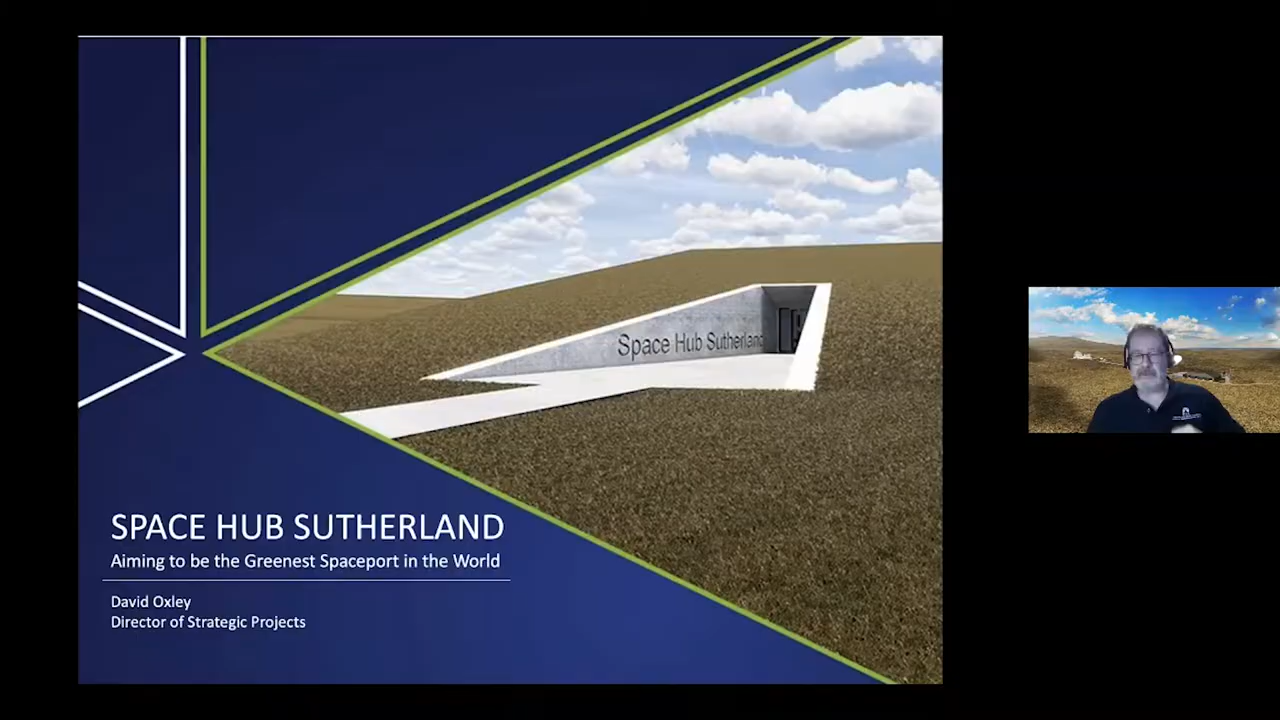 Space Hub Sutherland
SPACE HUB SUTHERLAND
Aiming to be the Greenest Spaceport in the World
David Oxley
Director of Strategic Projects